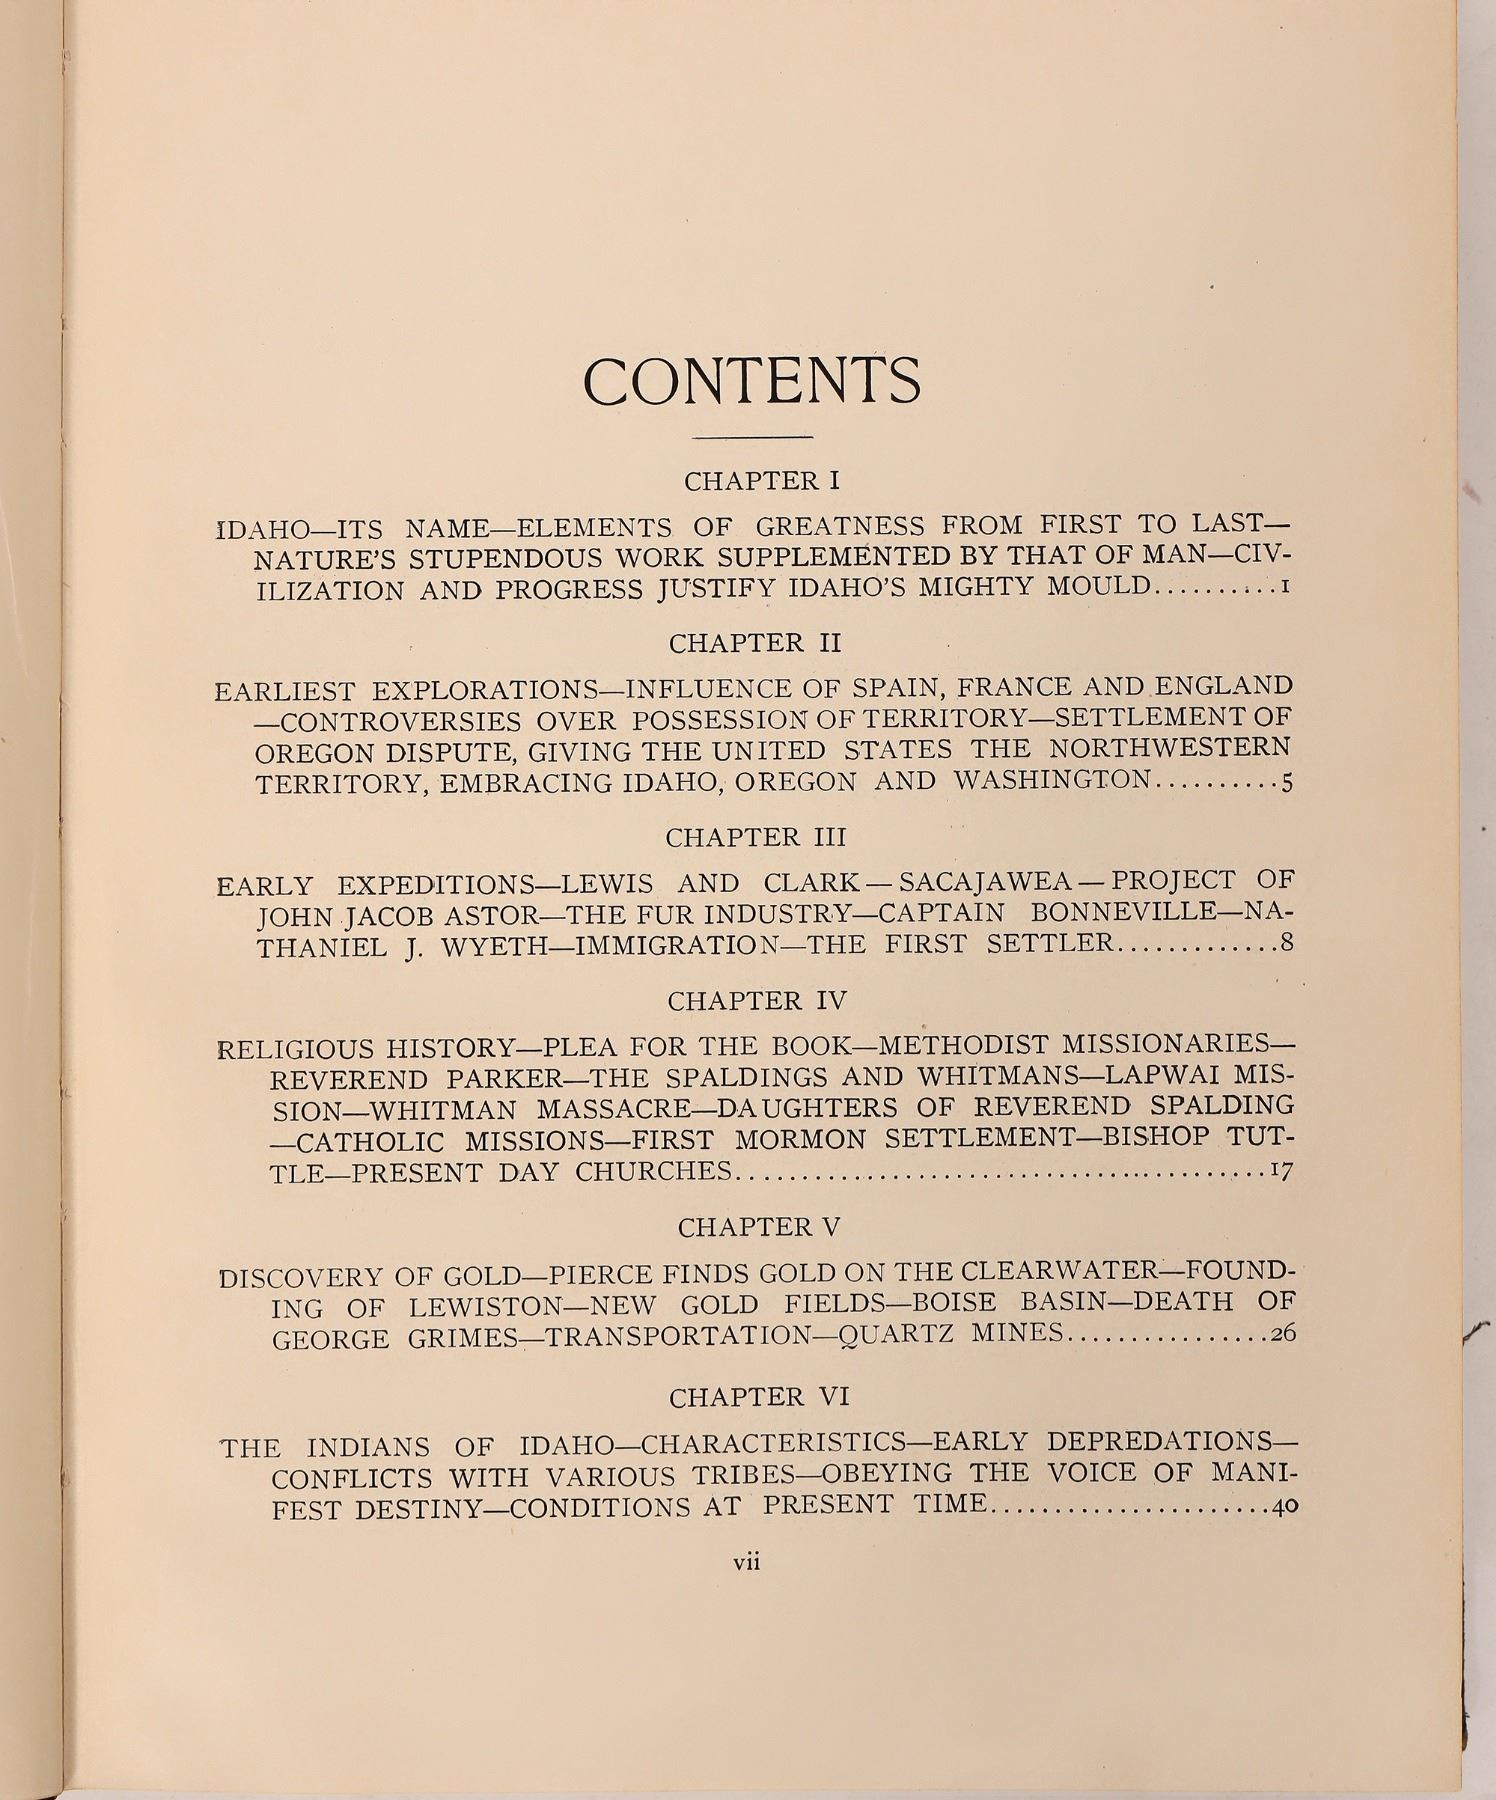 CONTENTS
CHAPTER I
IDAHO—ITS NAME—ELEMENTS OF GREATNESS FROM FIRST TO LAST—
NATURE'S STUPENDOUS WORK SUPPLEMENTED BY THAT OF MAN—CIV-
ILIZATION AND PROGRESS JUSTIFY IDAHO'S MIGHTY MOULD...........1
CHAPTER II
EARLIEST EXPLORATIONS—INFLUENCE OF SPAIN, FRANCE AND ENGLAND
—CONTROVERSIES OVER POSSESSION OF TERRITORY—SETTLEMENT OF
OREGON DISPUTE, GIVING THE UNITED STATES THE NORTHWESTERN
TERRITORY, EMBRACING IDAHO, OREGON AND WASHINGTON..........5
CHAPTER III
EARLY EXPEDITIONS—LEWIS AND CLARK—SACAJAWEA—PROJECT OF
JOHN JACOB ASTOR—THE FUR INDUSTRY—CAPTAIN BONNEVILLE—NA-
THANIEL J. WYETH—IMMIGRATION—THE FIRST SETTLER.............8
CHAPTER IV
RELIGIOUS HISTORY—PLEA FOR THE BOOK—METHODIST MISSIONARIES—
REVEREND PARKER—THE SPALDINGS AND WHITMANS—LAPWAI MIS-
SION—WHITMAN MASSACRE—DAUGHTERS OF REVEREND SPALDING
—CATHOLIC MISSIONS—FIRST MORMON SETTLEMENT—BISHOP TUT-
TLE—PRESENT DAY CHURCHES..........................................17
CHAPTER V
DISCOVERY OF GOLD—PIERCE FINDS GOLD ON THE CLEARWATER—FOUND-
ING OF LEWISTON—NEW GOLD FIELDS—BOISE BASIN—DEATH OF
GEORGE GRIMES—TRANSPORTATION—QUARTZ MINES................26
CHAPTER VI
THE INDIANS OF IDAHO—CHARACTERISTICS—EARLY DEPREDATIONS—
CONFLICTS WITH VARIOUS TRIBES—OBEYING THE VOICE OF MANI-
FEST DESTINY—CONDITIONS AT PRESENT TIME......................40
vii